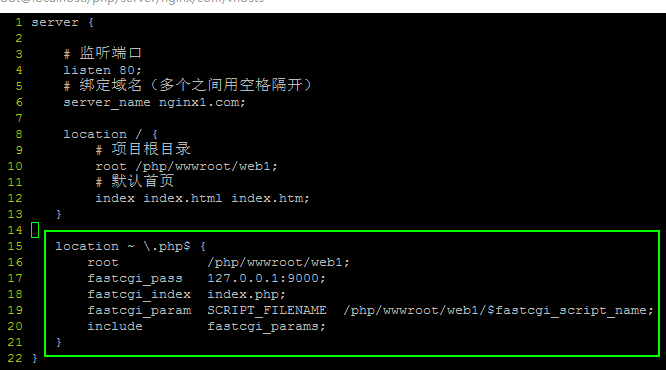 oot@localhost:/php/server/nginx/conf/vhosts
1 server {
2
3 # 监听端口
4 listen 80;
5 # 绑定域名（多个之间用空格隔开）
6 server_name nginx1.com;
7
8 location / {
9 # 项目根目录
10 root /php/wwwroot/web1;
11 # 默认首页
12 index index.html index.htm;
13 }
14
15 location ~ \.php$ {
16 root /php/wwwroot/web1;
17 fastcgi_pass 127.0.0.1:9000;
18 fastcgi_index index.php;
19 fastcgi_param SCRIPT_FILENAME /php/wwwroot/web1/$fastcgi_script_name;
20 include fastcgi_params;
21 }
22 }